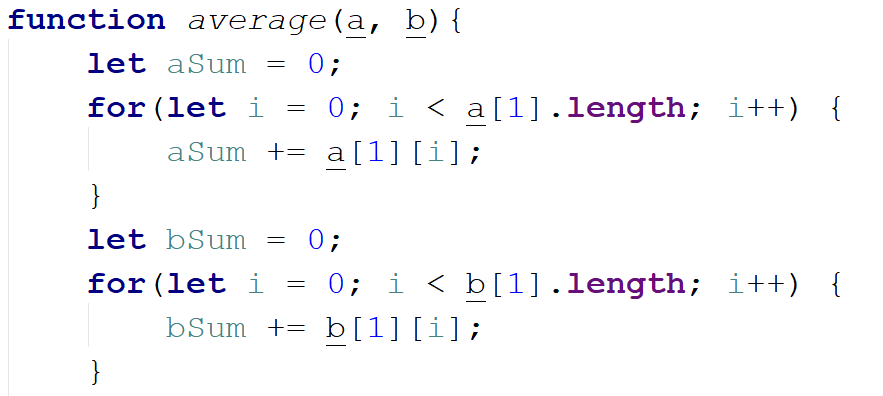 function average(a, b){
    let aSum = 0;
    for(let i = 0; i < a[1].length; i++) {
        aSum += a[1][i];
    }
    let bSum = 0;
    for(let i = 0; i < b[1].length; i++) {
        bSum += b[1][i];
    }